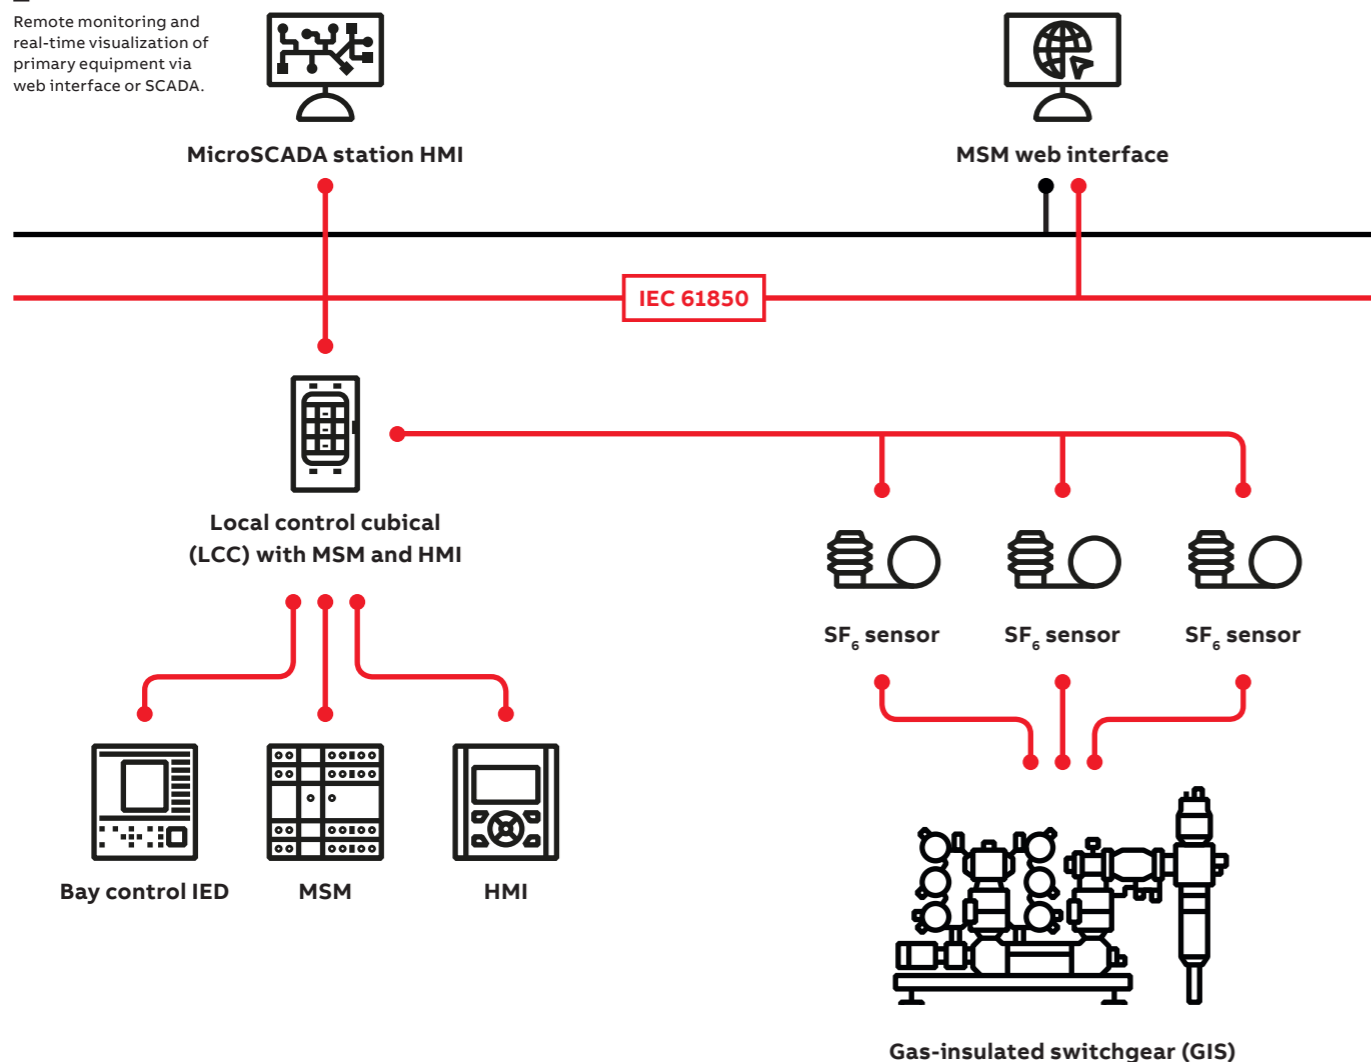 Remote monitoring and
real-time visualization of
primary equipment via
web interface or SCADA.
MicroSCADA station HMI
MSM web interface
IEC 61850
Local control cubical
(LCC) with MSM and HMI
SF₆ sensor
SF₆ sensor
SF₆ sensor
Bay control IED
MSM
HMI
Gas-insulated switchgear (GIS)